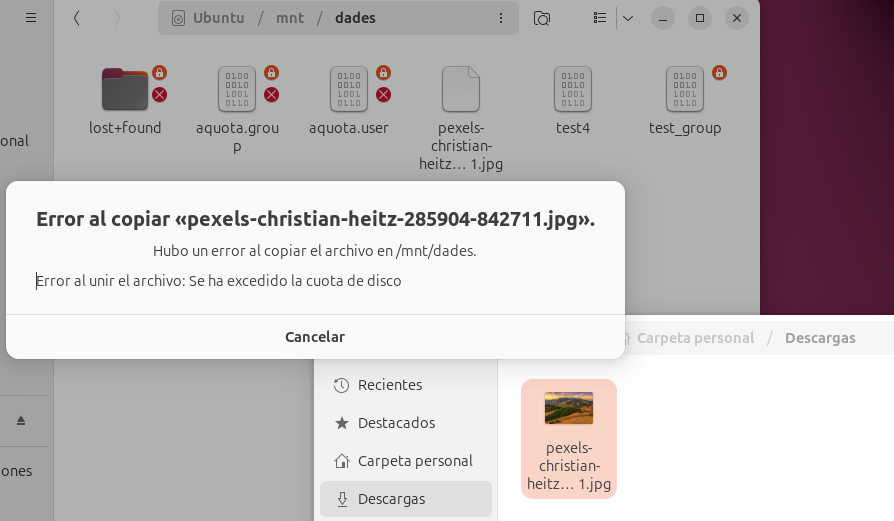 Ubuntu / mnt / dades
onal
lost+found
aquota.grou
p
aquota.user
pexels-
christian-
heitz… 1.jpg
test4
test_group
Error al copiar «pexels-christian-heitz-285904-842711.jpg».
Hubo un error al copiar el archivo en /mnt/dades.
Error al unir el archivo: Se ha excedido la cuota de disco
Cancelar
Carpeta personal / Descargas
ones
Recientes
Destacados
Carpeta personal
Descargas
pexels-
christian-
heitz… 1.jpg